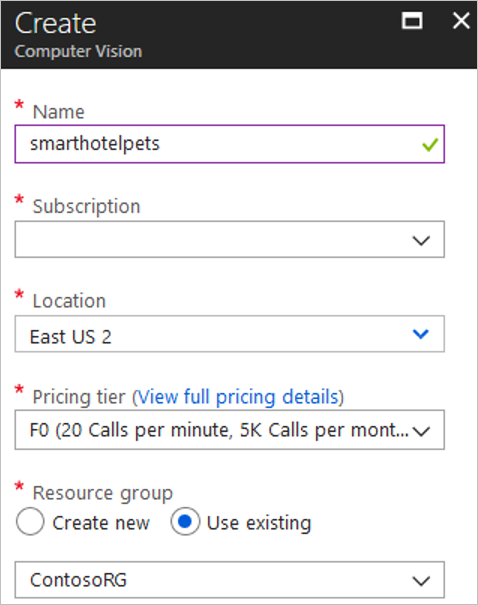 Create
Computer Vision
* Name
smarthotelpets
* Subscription
* Location
East US 2
* Pricing tier (View full pricing details)
F0 (20 Calls per minute, 5K Calls per mont...
* Resource group
Create new Use existing
ContosoRG